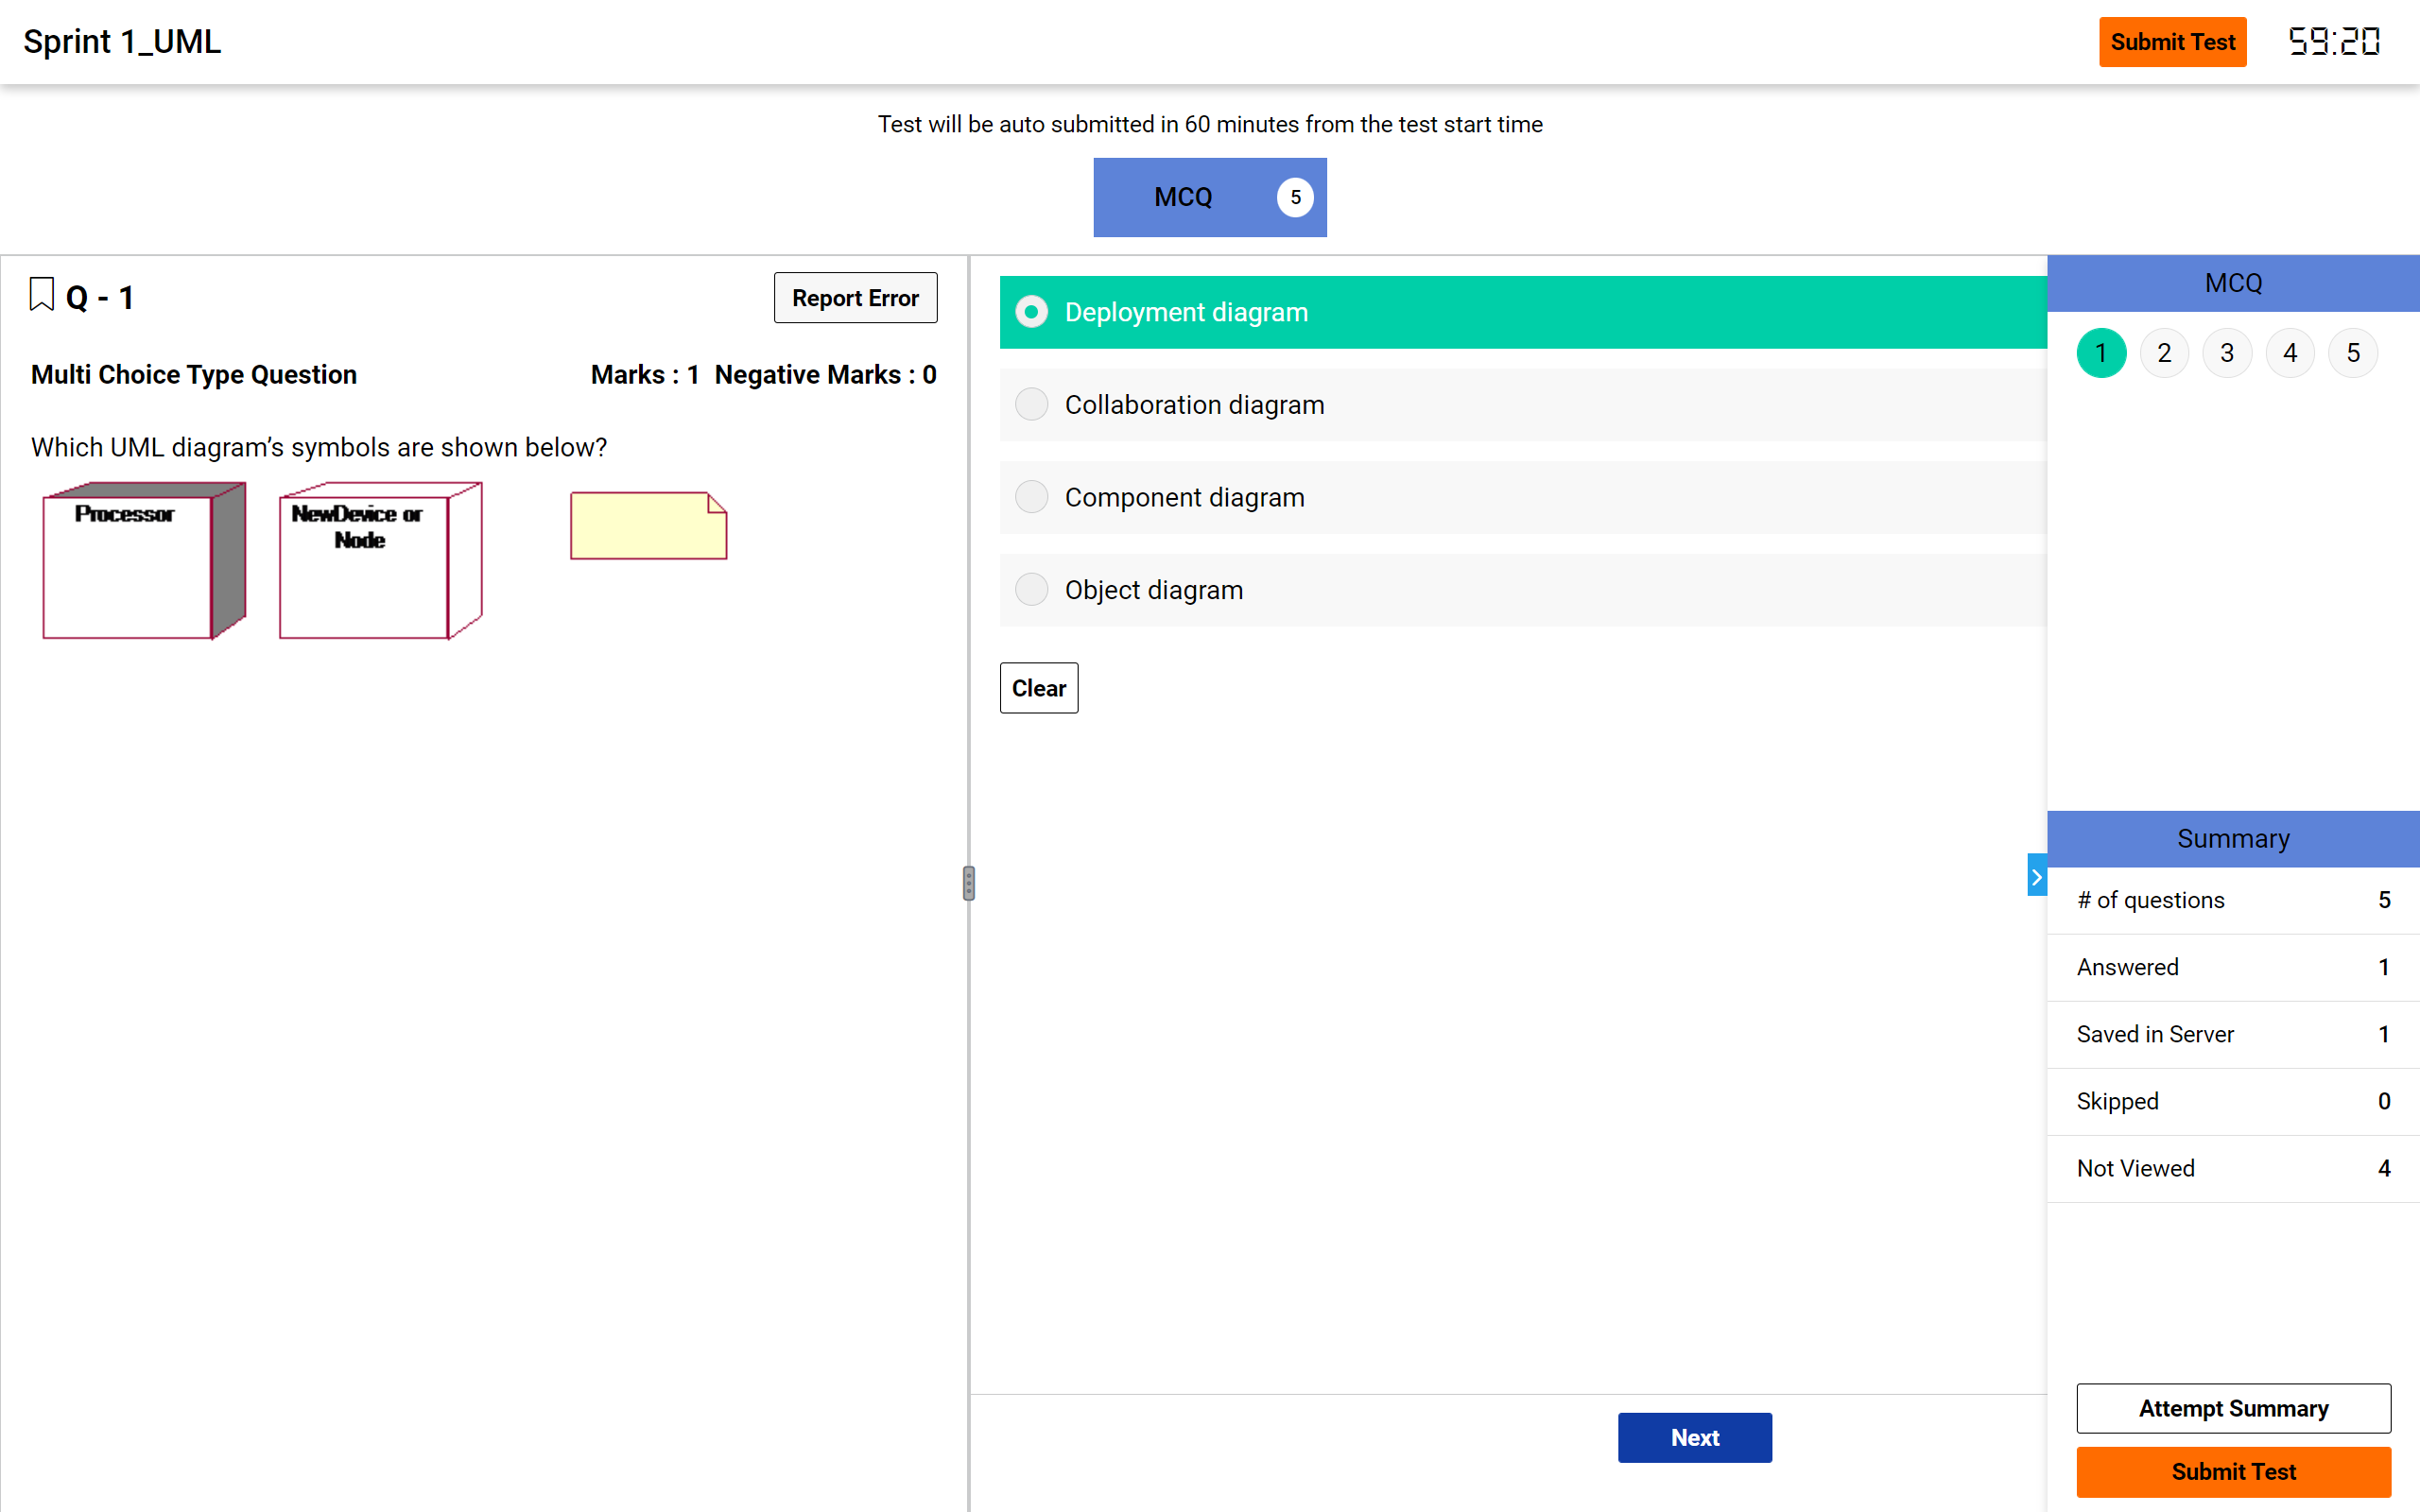 Sprint 1_UML
Submit Test
59:20
Test will be auto submitted in 60 minutes from the test start time
MCQ 5
Q - 1
Report Error
Multi Choice Type Question
Marks : 1 Negative Marks : 0
Which UML diagram’s symbols are shown below?
Processor
NewDevice or
Node
Deployment diagram
Collaboration diagram
Component diagram
Object diagram
Clear
Next
MCQ
1 2 3 4 5
Summary
# of questions 5
Answered 1
Saved in Server 1
Skipped 0
Not Viewed 4
Attempt Summary
Submit Test